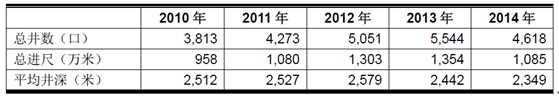 2010 年 2011 年 2012 年 2013 年 2014 年
总井数（口） 3,813 4,273 5,051 5,544 4,618
总进尺（万米） 958 1,080 1,303 1,354 1,085
平均井深（米） 2,512 2,527 2,579 2,442 2,349